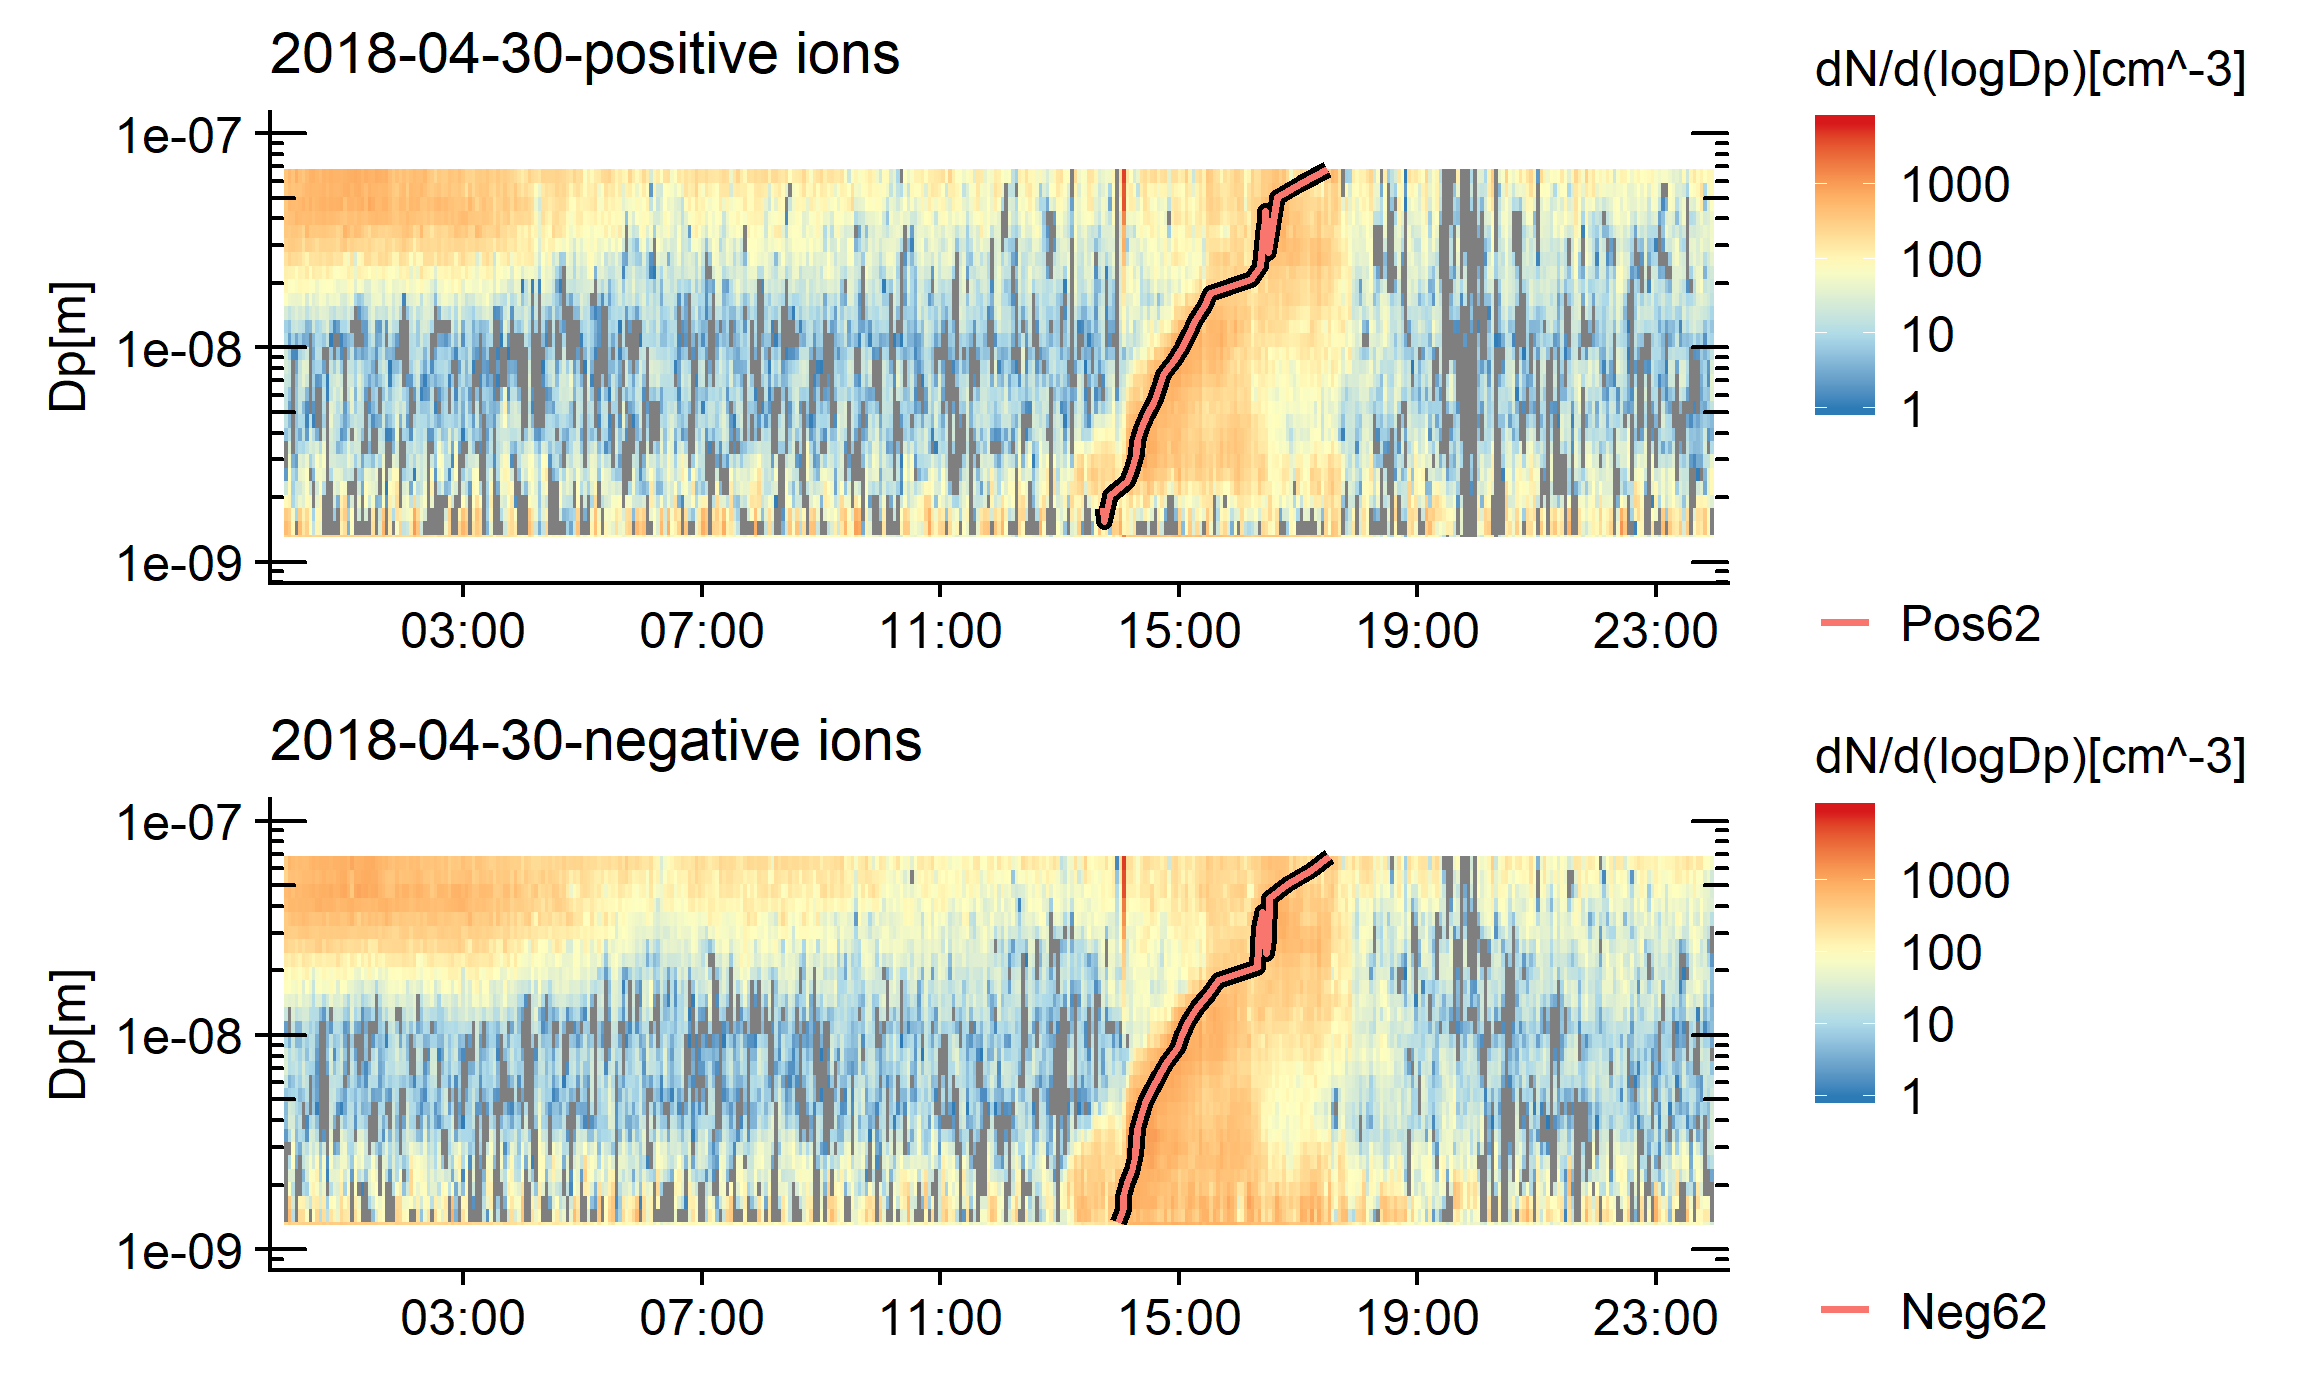 2018-04-30-positive ions
dN/d(logDp)[cm^-3]
1e-07
1e-08
1e-09
Dp[m]
1000
100
10
1
03:00 07:00 11:00 15:00 19:00 23:00
Pos62
2018-04-30-negative ions
dN/d(logDp)[cm^-3]
1e-07
1e-08
1e-09
Dp[m]
1000
100
10
1
03:00 07:00 11:00 15:00 19:00 23:00
Neg62